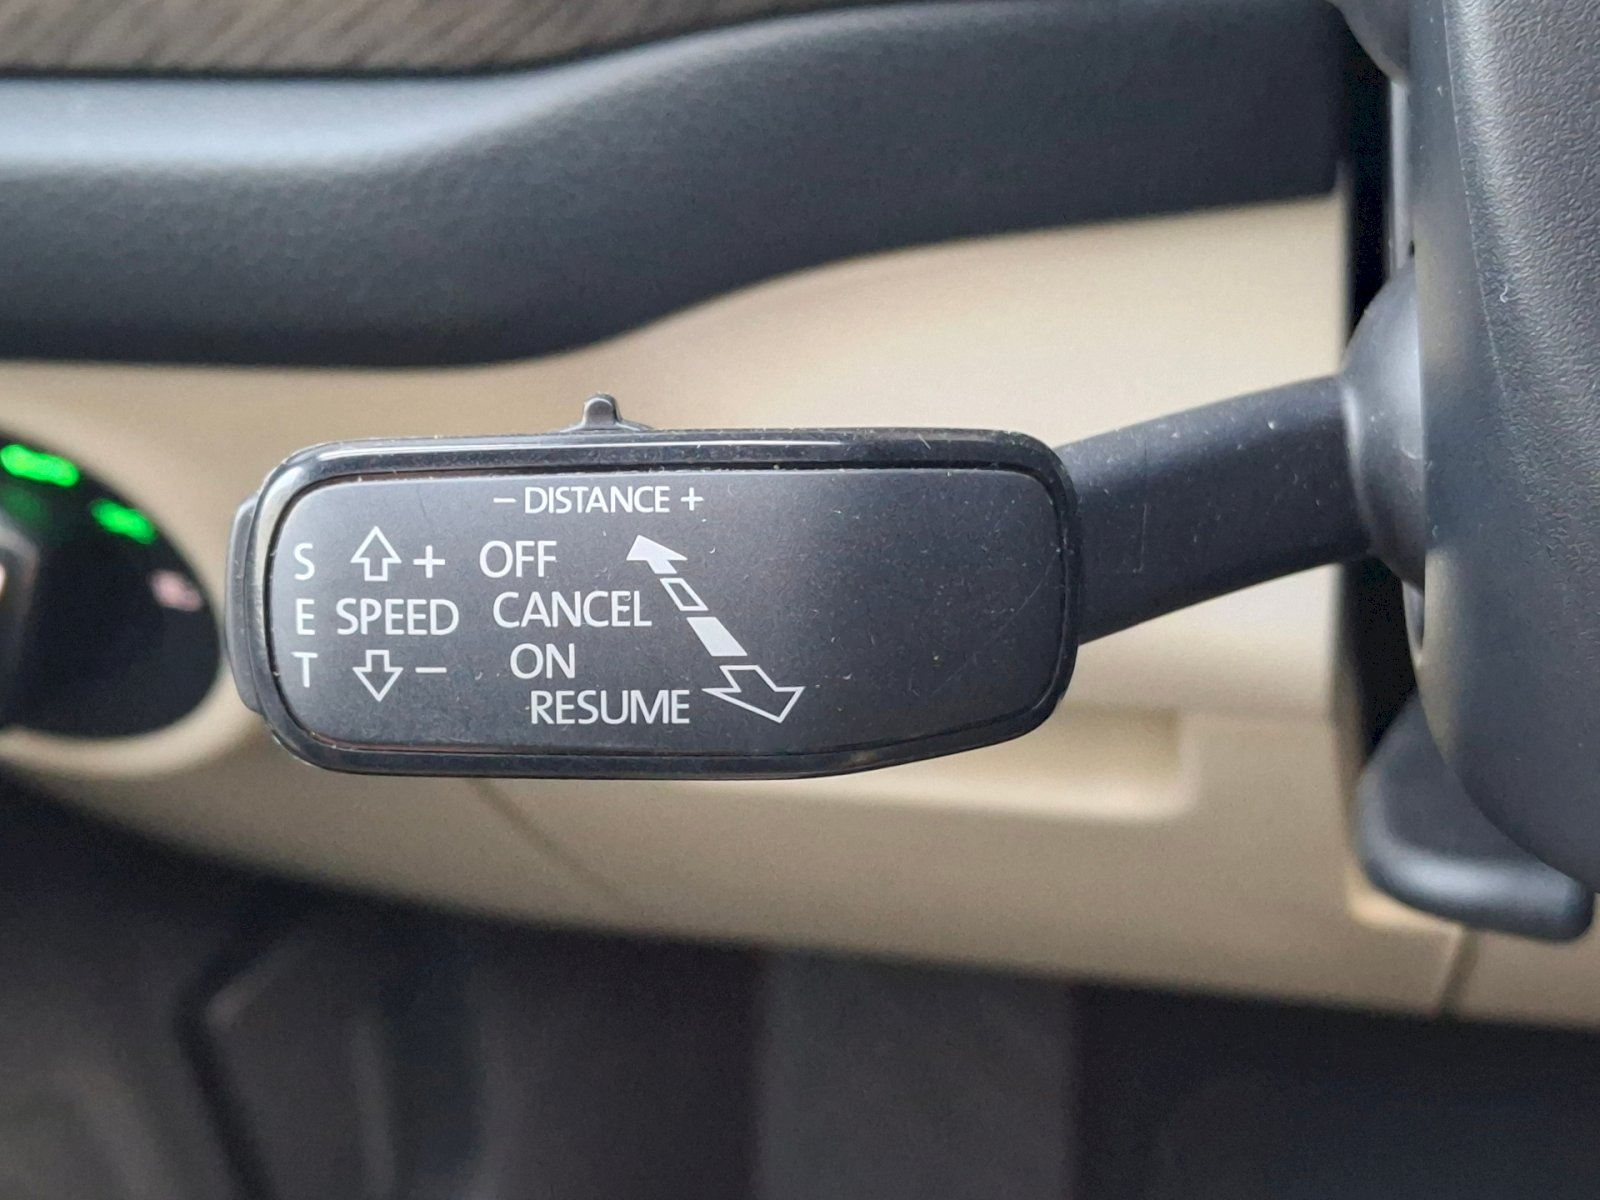 – DISTANCE +
S ⇧ + OFF
E SPEED CANCEL
T ⇩ – ON
RESUME